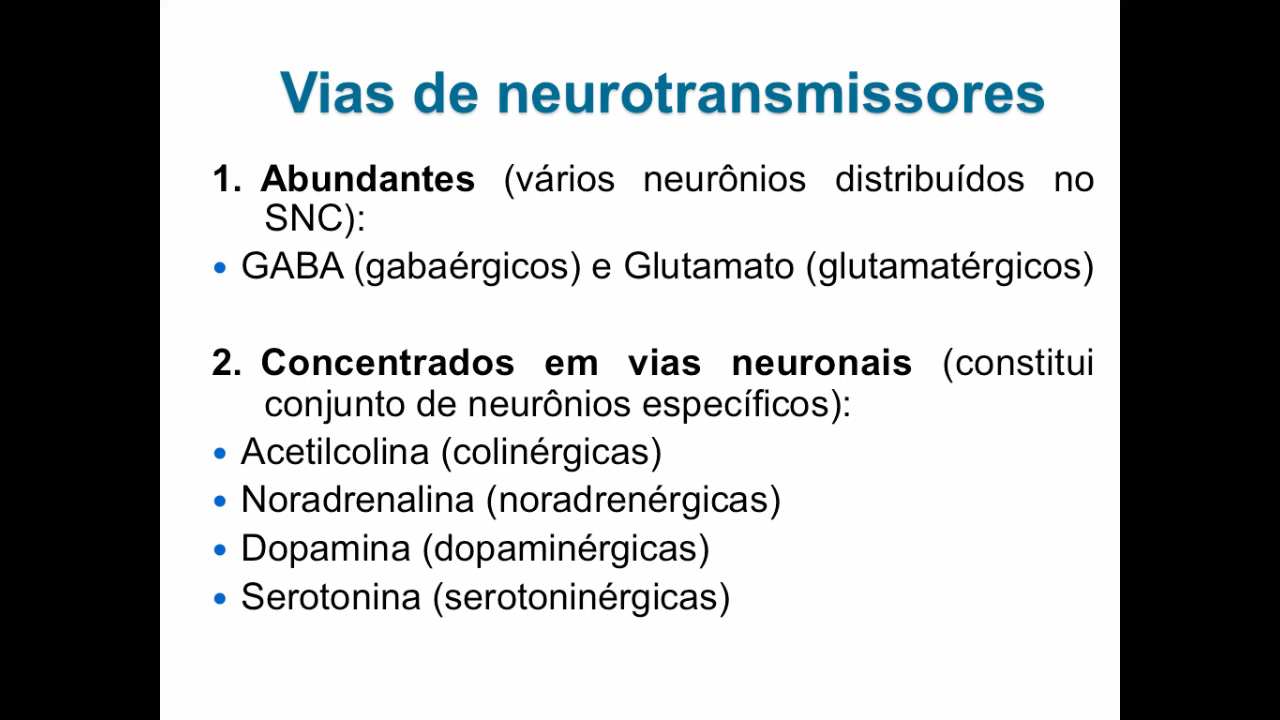 Vias de neurotransmissores
1. Abundantes (vários neurônios distribuídos no
SNC):
• GABA (gabaérgicos) e Glutamato (glutamatérgicos)
2. Concentrados em vias neuronais (constitui
conjunto de neurônios específicos):
• Acetilcolina (colinérgicas)
• Noradrenalina (noradrenérgicas)
• Dopamina (dopaminérgicas)
• Serotonina (serotoninérgicas)